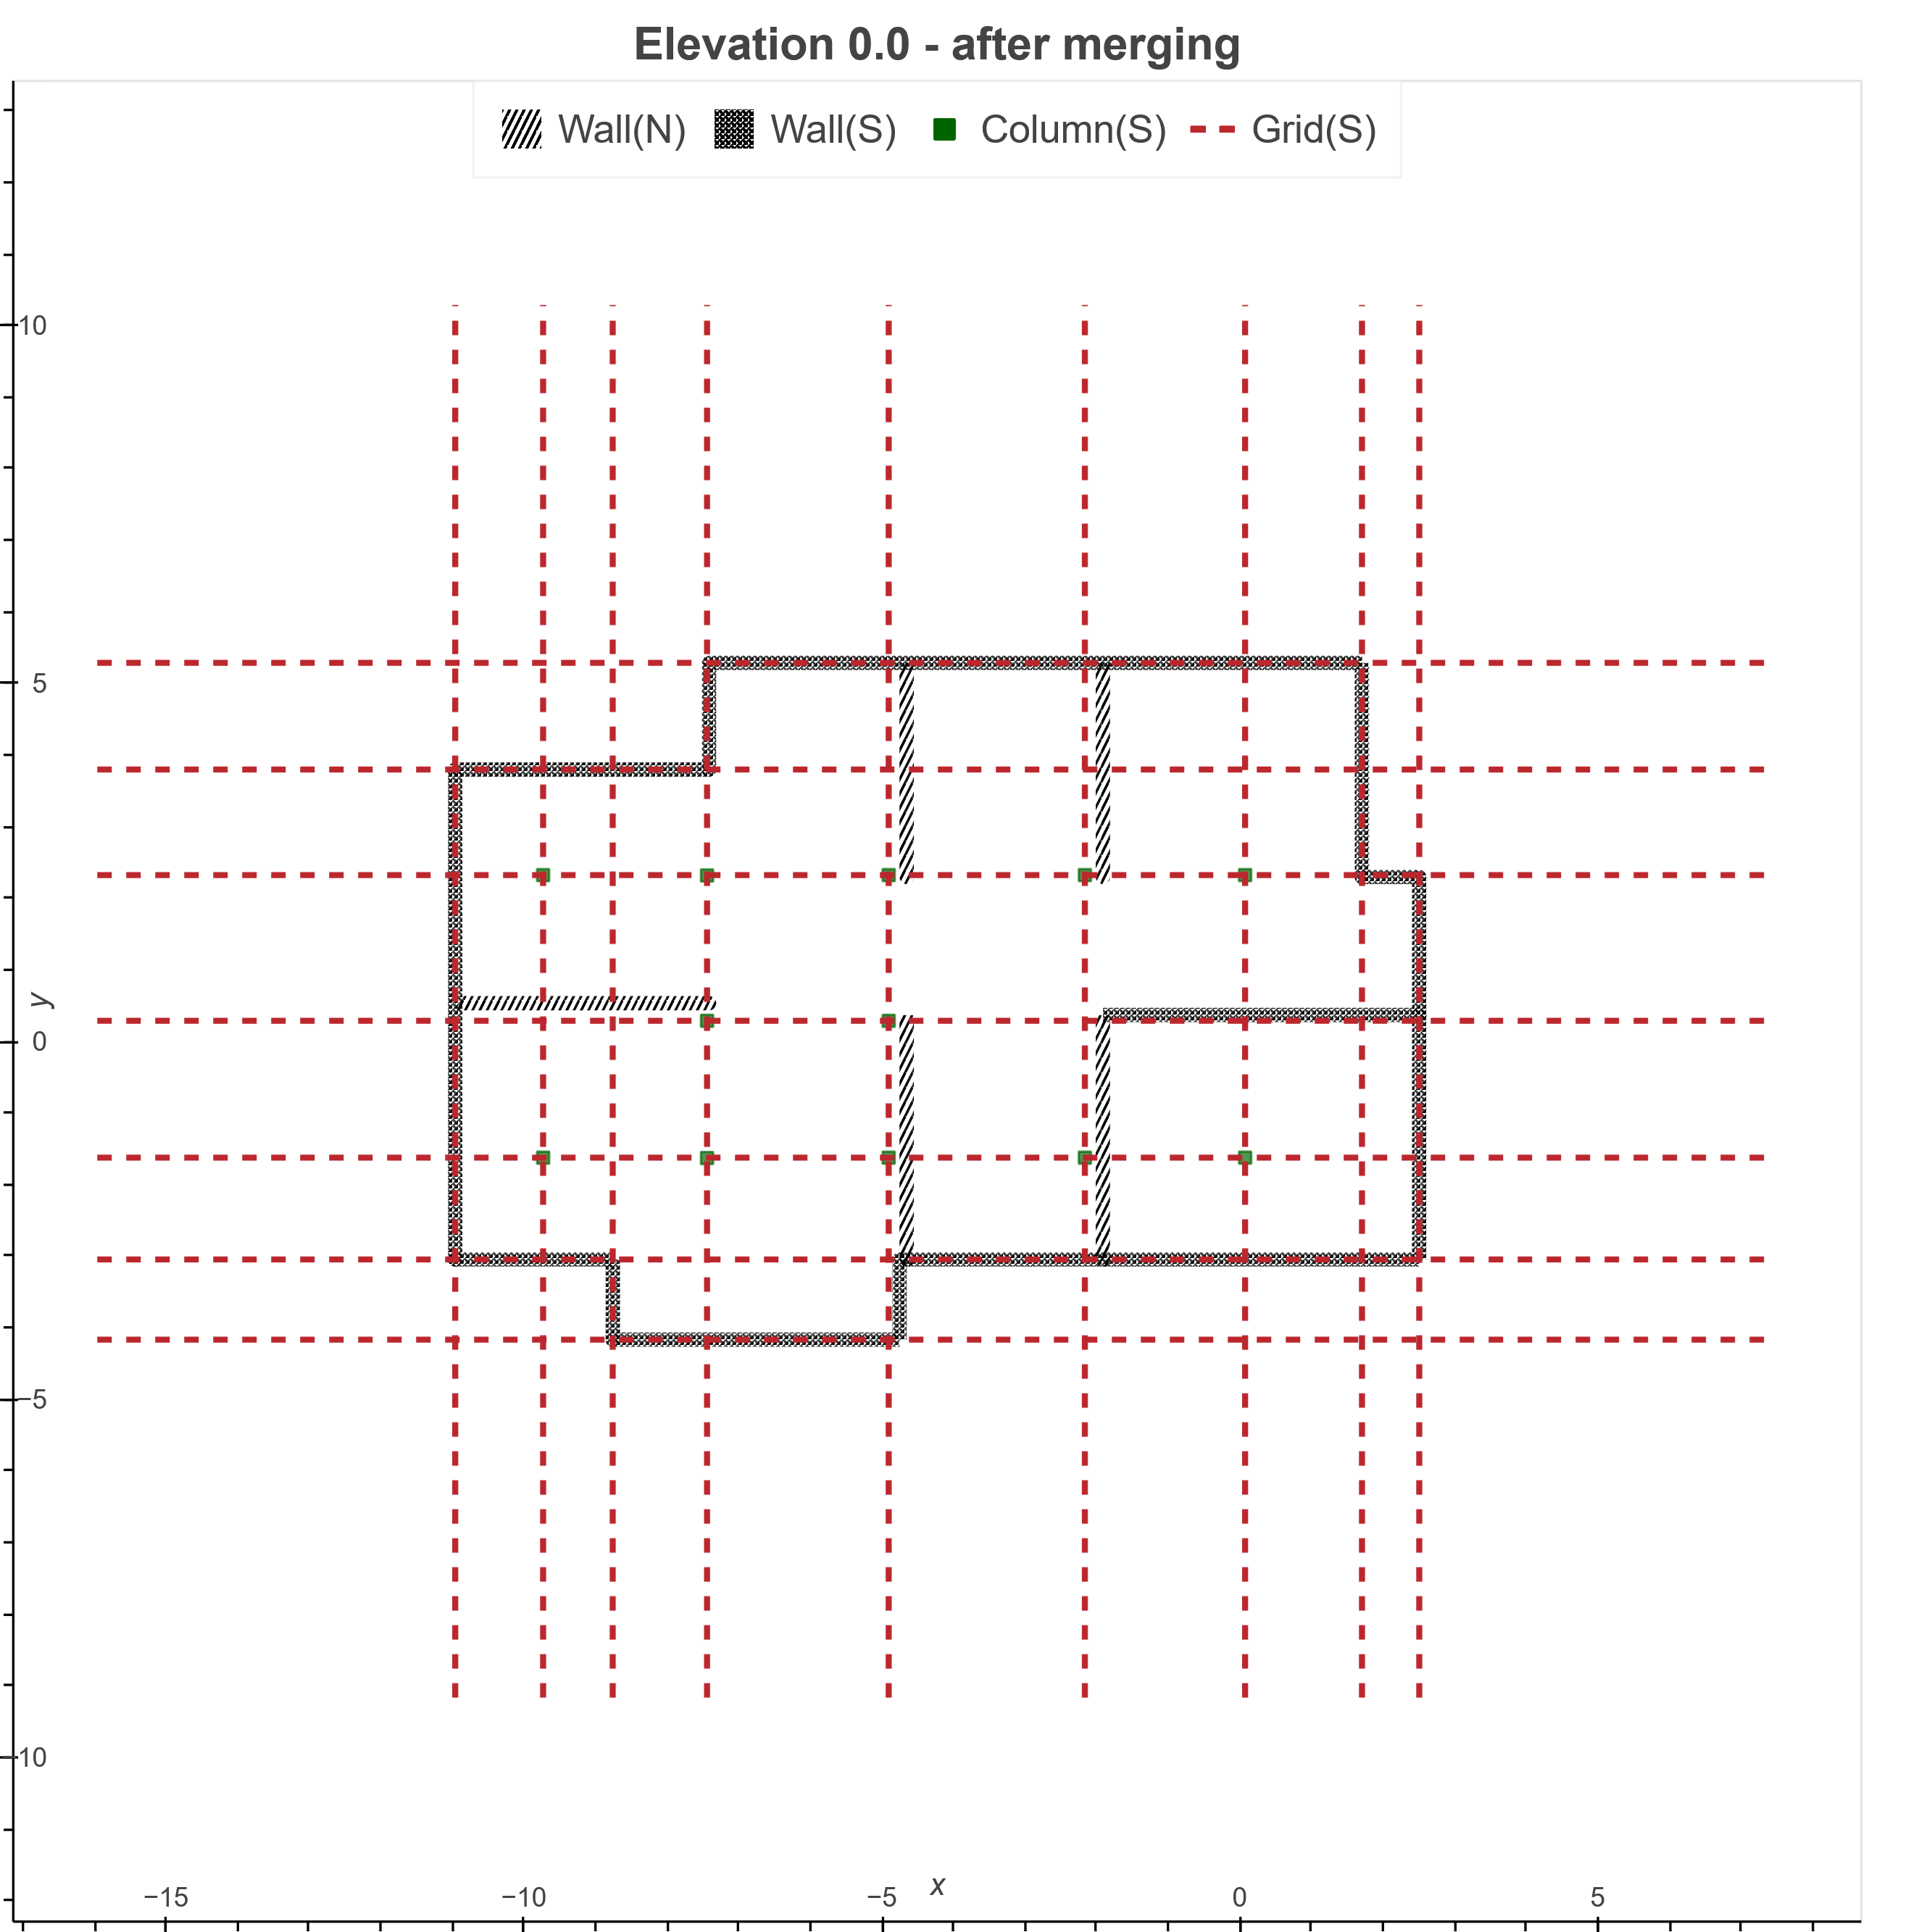 Elevation 0.0 - after merging
Wall(N) Wall(S) Column(S) Grid(S)
10
5
0
−5
−10
y
−15 −10 −5 0 5
x